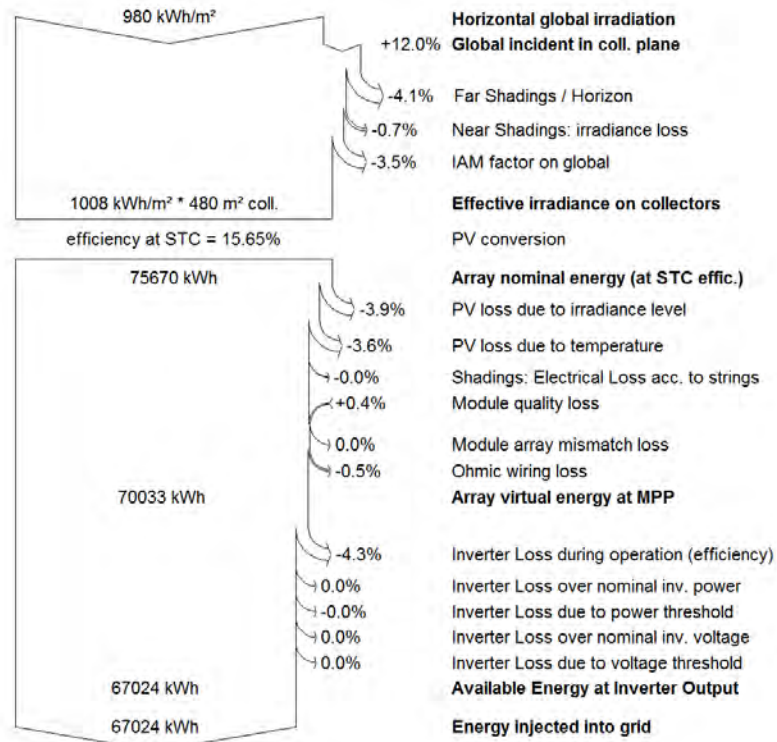 980 kWh/m² Horizontal global irradiation
+12.0% Global incident in coll. plane
-4.1% Far Shadings / Horizon
-0.7% Near Shadings: irradiance loss
-3.5% IAM factor on global
1008 kWh/m² * 480 m² coll. Effective irradiance on collectors
efficiency at STC = 15.65% PV conversion
75670 kWh Array nominal energy (at STC effic.)
-3.9% PV loss due to irradiance level
-3.6% PV loss due to temperature
-0.0% Shadings: Electrical Loss acc. to strings
+0.4% Module quality loss
0.0% Module array mismatch loss
-0.5% Ohmic wiring loss
70033 kWh Array virtual energy at MPP
-4.3% Inverter Loss during operation (efficiency)
0.0% Inverter Loss over nominal inv. power
-0.0% Inverter Loss due to power threshold
0.0% Inverter Loss over nominal inv. voltage
0.0% Inverter Loss due to voltage threshold
67024 kWh Available Energy at Inverter Output
67024 kWh Energy injected into grid